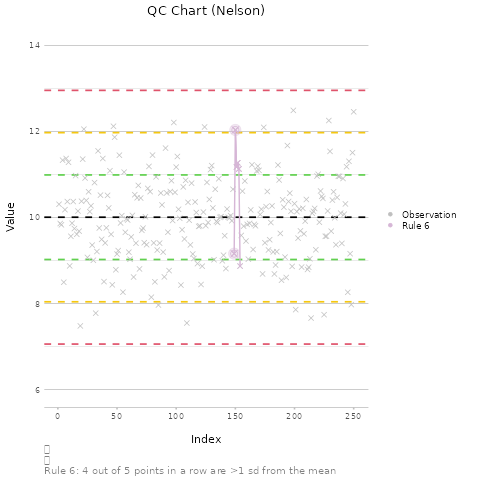 QC Chart (Nelson)
Value
14
12
10
8
6
0
50
100
150
200
250
Index
Observation
Rule 6
Rule 6: 4 out of 5 points in a row are >1 sd from the mean